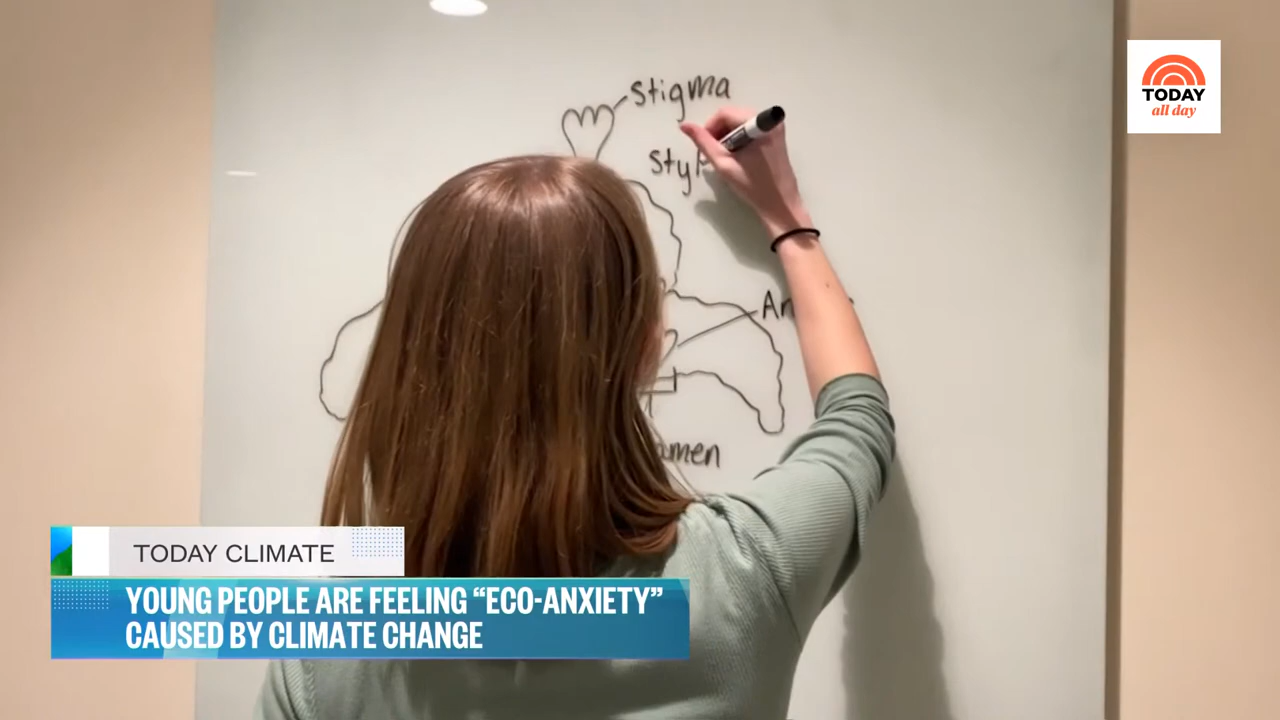 Stigma
TODAY
all day
TODAY CLIMATE
YOUNG PEOPLE ARE FEELING “ECO-ANXIETY”
CAUSED BY CLIMATE CHANGE